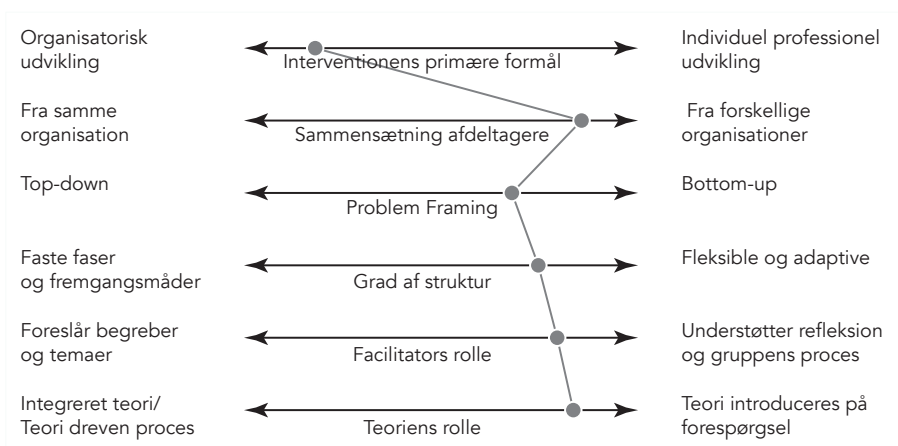 Organisatorisk
udvikling
Interventionens primære formål
Individuel professionel
udvikling
Fra samme
organisation
Sammensætning afdeltagere
Fra forskellige
organisationer
Top-down
Problem Framing
Bottom-up
Faste faser
og fremgangsmåder
Grad af struktur
Fleksible og adaptive
Foreslår begreber
og temaer
Facilitators rolle
Understøtter refleksion
og gruppens proces
Integreret teori/
Teori dreven proces
Teoriens rolle
Teori introduceres på
forespørgsel